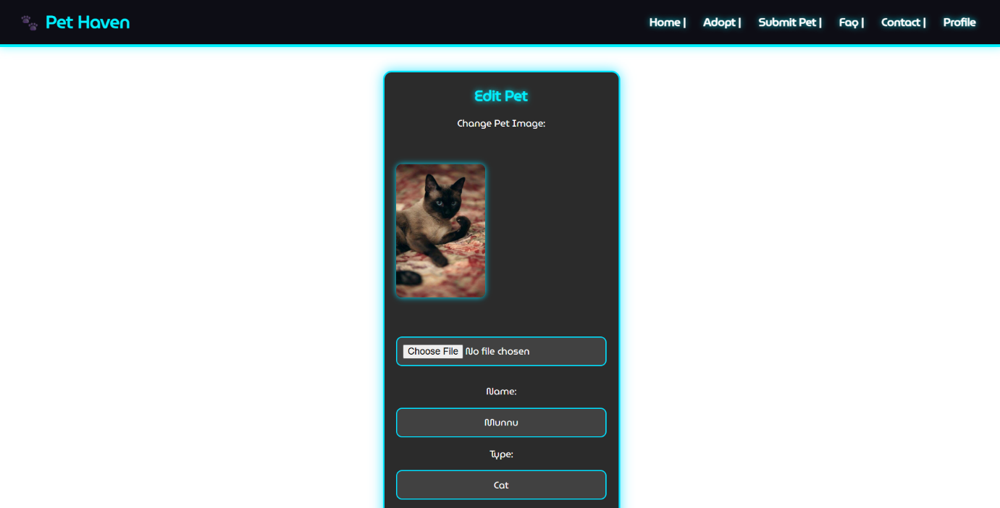 Pet Haven
Home | Adopt | Submit Pet | Faq | Contact | Profile
Edit Pet
Change Pet Image:
Choose File No file chosen
Name:
Munnu
Type:
Cat